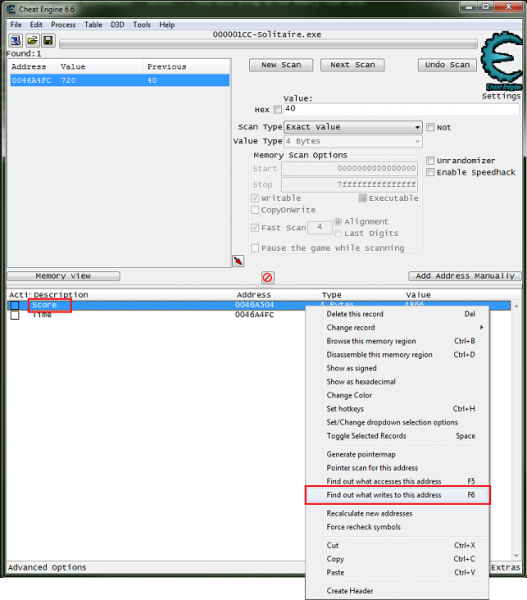 Cheat Engine 6.6
File Edit Process Table D3D Tools Help
000001CC-Solitaire.exe
Found:1
Address Value Previous
0046A4FC 720 40
New Scan Next Scan Undo Scan
Cheat Engine
Settings
Value:
Hex 40
Scan Type Exact Value Not
Value Type 4 Bytes
Memory Scan Options
Start 0000000000000000
Stop 7fffffffffffffff
Unrandomizer
Enable Speedhack
Writable Executable
CopyOnWrite
Fast Scan 4 Alignment
Last Digits
Pause the game while scanning
Memory view Add Address Manually
Acti Description Address Type Value
Score 0046A504 4 Bytes 4866
Time 0046A4FC
Delete this record Del
Change record
Browse this memory region Ctrl+B
Disassemble this memory region Ctrl+D
Show as signed
Show as hexadecimal
Change Color
Set hotkeys Ctrl+H
Set/Change dropdown selection options
Toggle Selected Records Space
Generate pointermap
Pointer scan for this address
Find out what accesses this address F5
Find out what writes to this address F6
Recalculate new addresses
Force recheck symbols
Cut Ctrl+X
Copy Ctrl+C
Paste Ctrl+V
Create Header
Advanced Options Extras